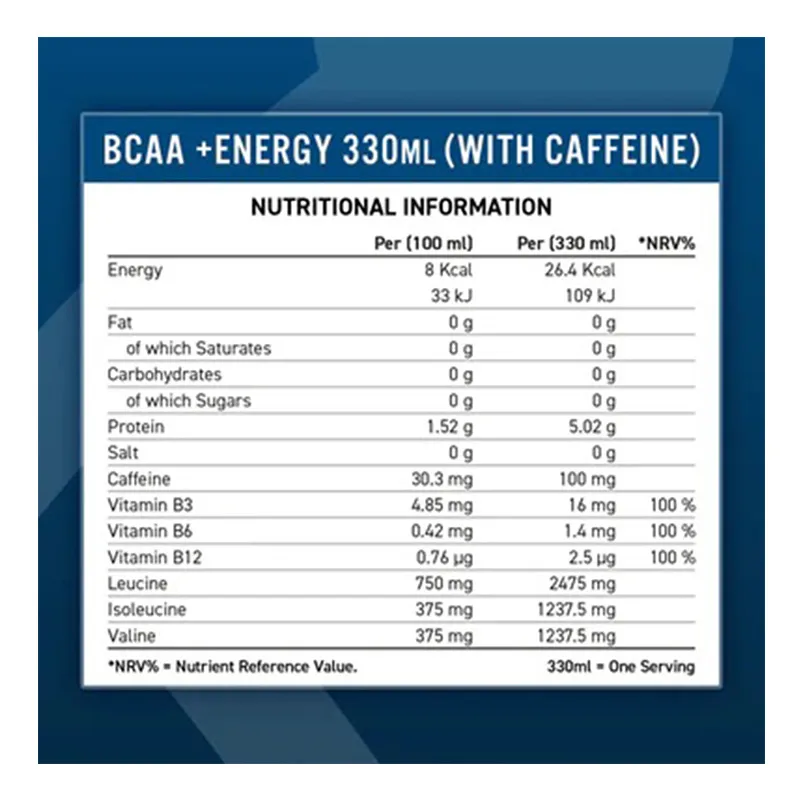 BCAA +ENERGY 330ML (WITH CAFFEINE)
NUTRITIONAL INFORMATION
Per (100 ml) Per (330 ml) *NRV%
Energy 8 Kcal 26.4 Kcal
33 kJ 109 kJ
Fat 0 g 0 g
of which Saturates 0 g 0 g
Carbohydrates 0 g 0 g
of which Sugars 0 g 0 g
Protein 1.52 g 5.02 g
Salt 0 g 0 g
Caffeine 30.3 mg 100 mg
Vitamin B3 4.85 mg 16 mg 100 %
Vitamin B6 0.42 mg 1.4 mg 100 %
Vitamin B12 0.76 µg 2.5 µg 100 %
Leucine 750 mg 2475 mg
Isoleucine 375 mg 1237.5 mg
Valine 375 mg 1237.5 mg
*NRV% = Nutrient Reference Value. 330ml = One Serving